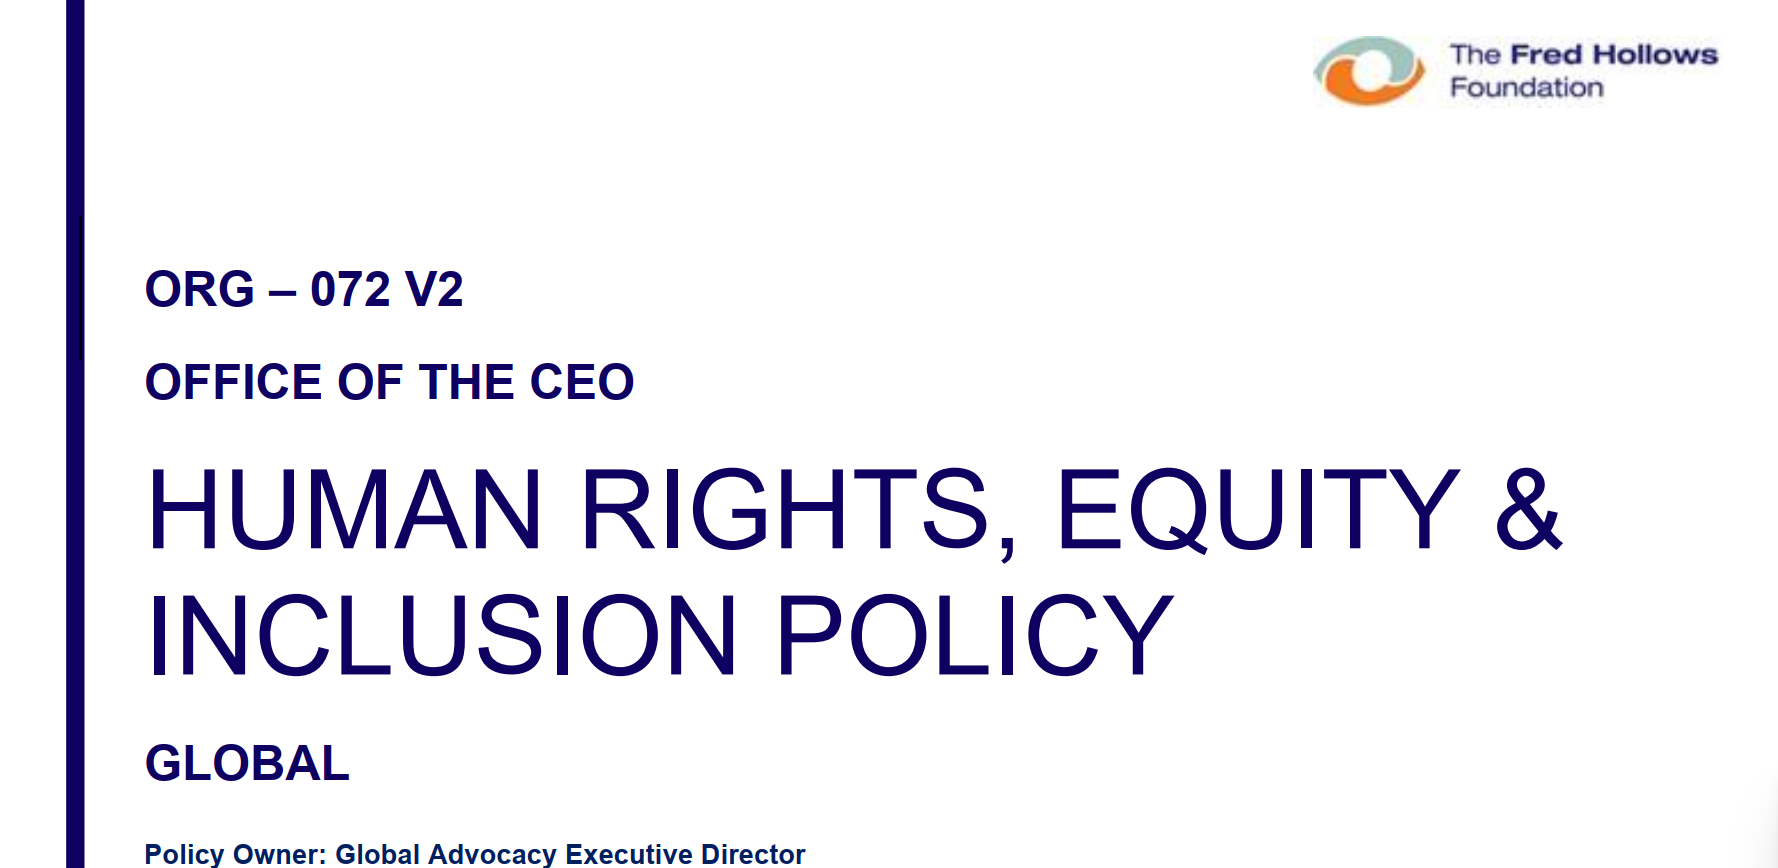 The Fred Hollows
Foundation
ORG – 072 V2
OFFICE OF THE CEO
HUMAN RIGHTS, EQUITY &
INCLUSION POLICY
GLOBAL
Policy Owner: Global Advocacy Executive Director